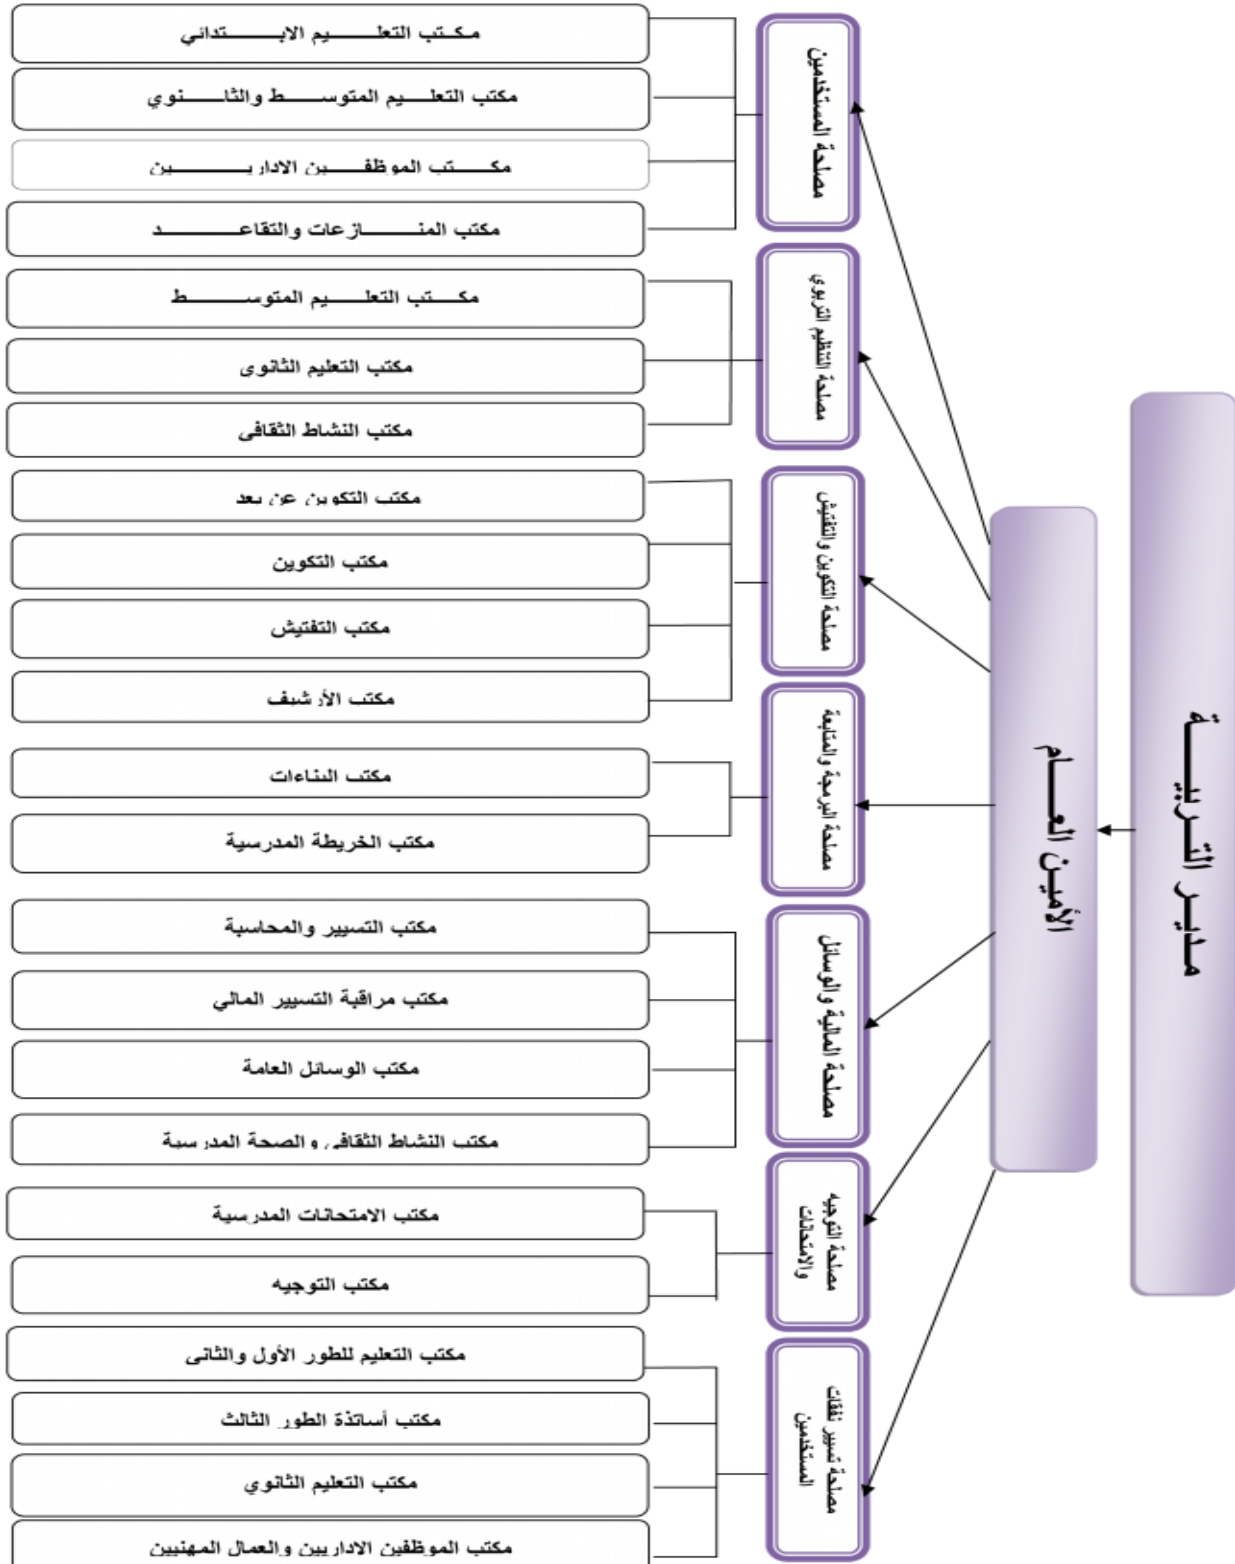 مدير التربية
الأمين العام
مصلحة المستخدمين
مكتب التعليم الابتدائي
مكتب التعليم المتوسط والثانوي
مكتب الموظفين الاداريين
مكتب المنازعات والتقاعد
مصلحة التنظيم التربوي
مكتب التعليم المتوسط
مكتب التعليم الثانوي
مكتب النشاط الثقافي
مصلحة التكوين والتفتيش
مكتب التكوين عن بعد
مكتب التكوين
مكتب التفتيش
مكتب الأرشيف
مصلحة البرمجة والمتابعة
مكتب البناءات
مكتب الخريطة المدرسية
مصلحة المالية والوسائل
مكتب التسيير والمحاسبة
مكتب مراقبة التسيير المالي
مكتب الوسائل العامة
مكتب النشاط الثقافي والصحة المدرسية
مصلحة التوجيه
والامتحانات
مكتب الامتحانات المدرسية
مكتب التوجيه
مصلحة تسيير نفقات
المستخدمين
مكتب التعليم للطور الأول والثاني
مكتب أساتذة الطور الثالث
مكتب التعليم الثانوي
مكتب الموظفين الاداريين والعمال المهنيين